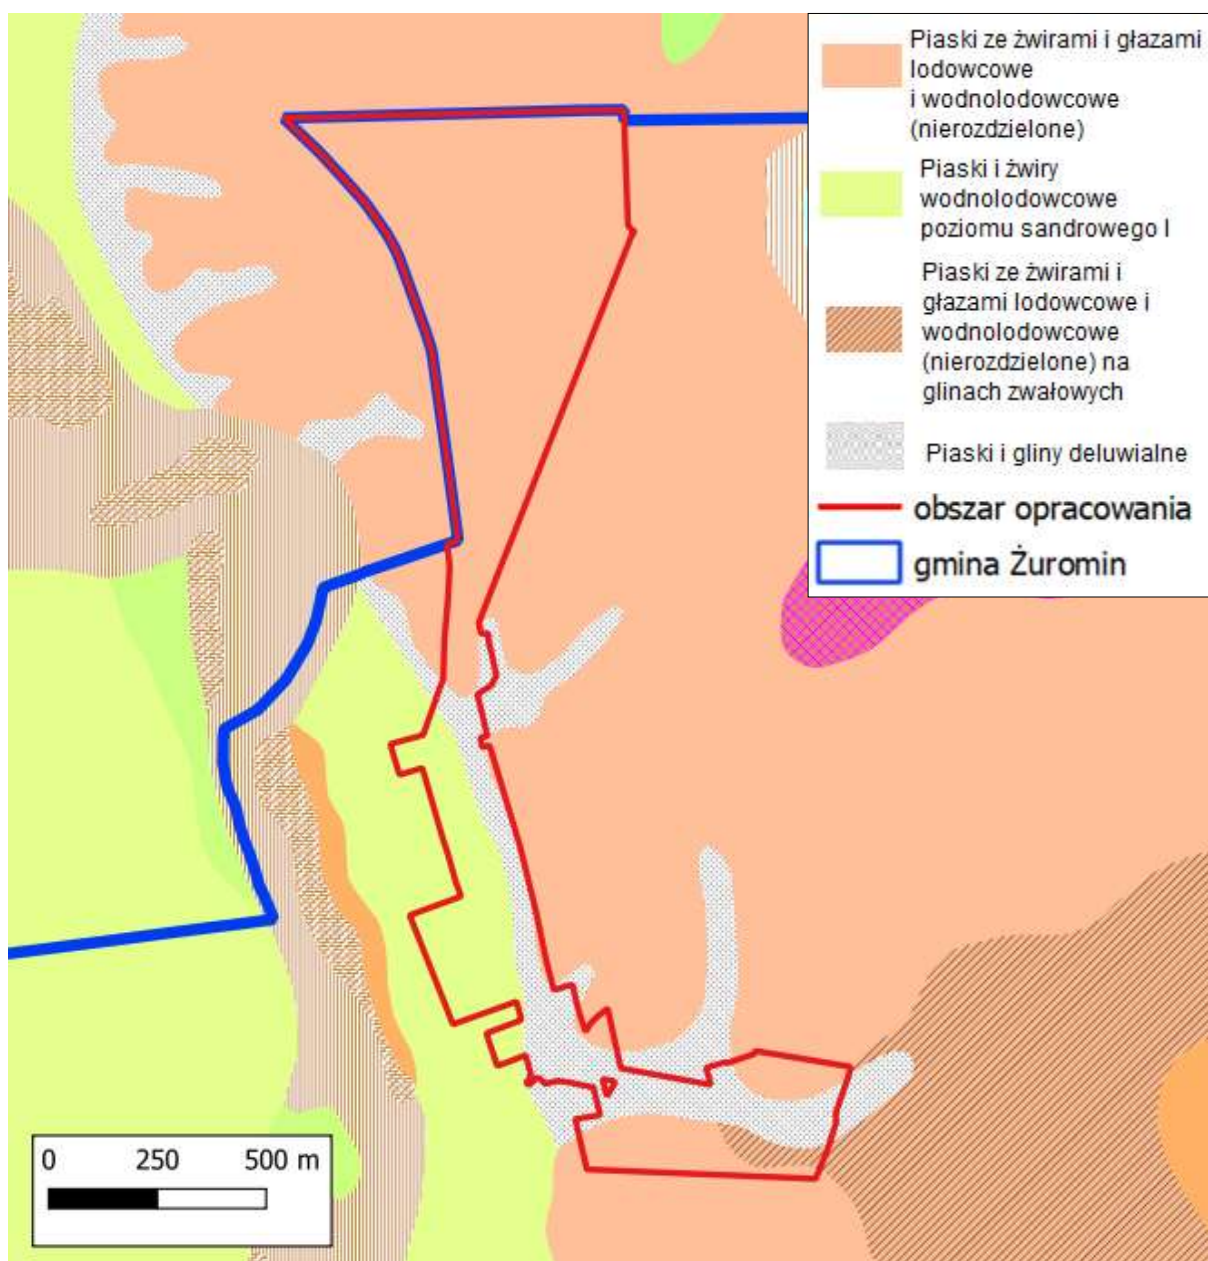 Piaski ze żwirami i głazami
lodowcowe
i wodnolodowcowe
(nierozdzielone)
Piaski i żwiry
wodnolodowcowe
poziomu sandrowego I
Piaski ze żwirami i
głazami lodowcowe i
wodnolodowcowe
(nierozdzielone) na
glinach zwałowych
Piaski i gliny deluwialne
obszar opracowania
gmina Żuromin
0 250 500 m